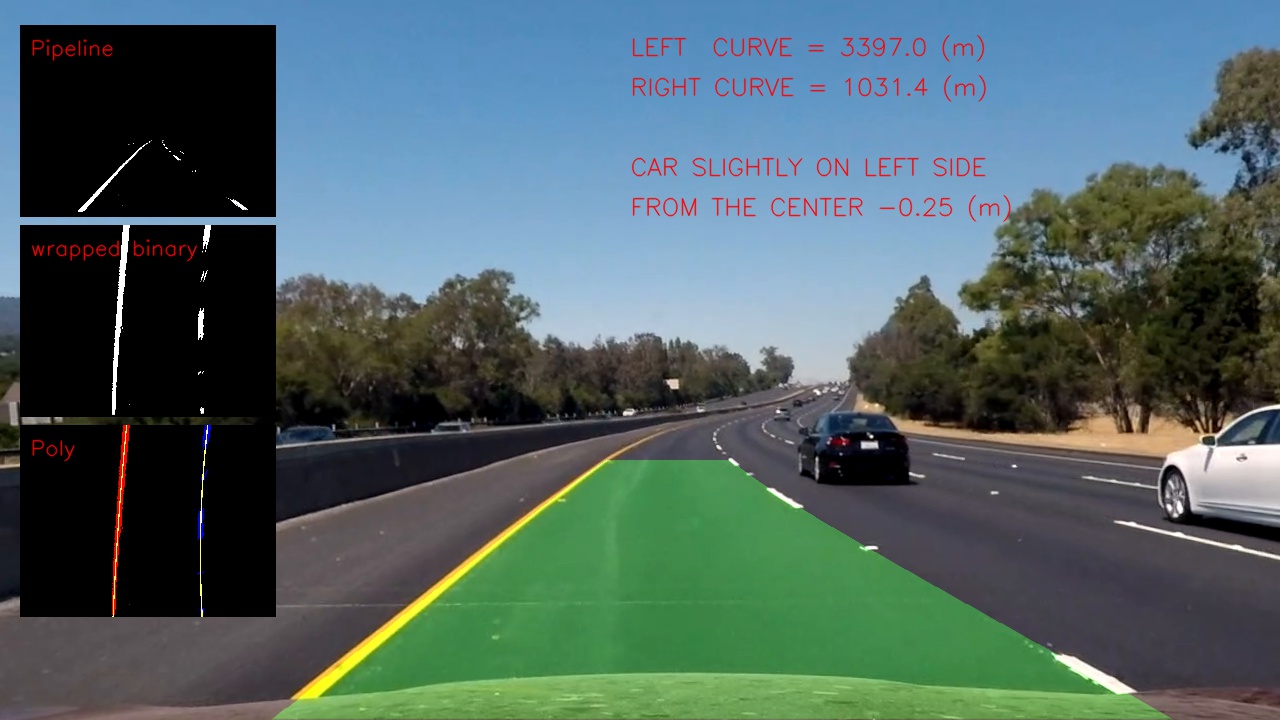 Pipeline
wrapped binary
Poly
LEFT CURVE = 3397.0 (m)
RIGHT CURVE = 1031.4 (m)
CAR SLIGHTLY ON LEFT SIDE
FROM THE CENTER −0.25 (m)